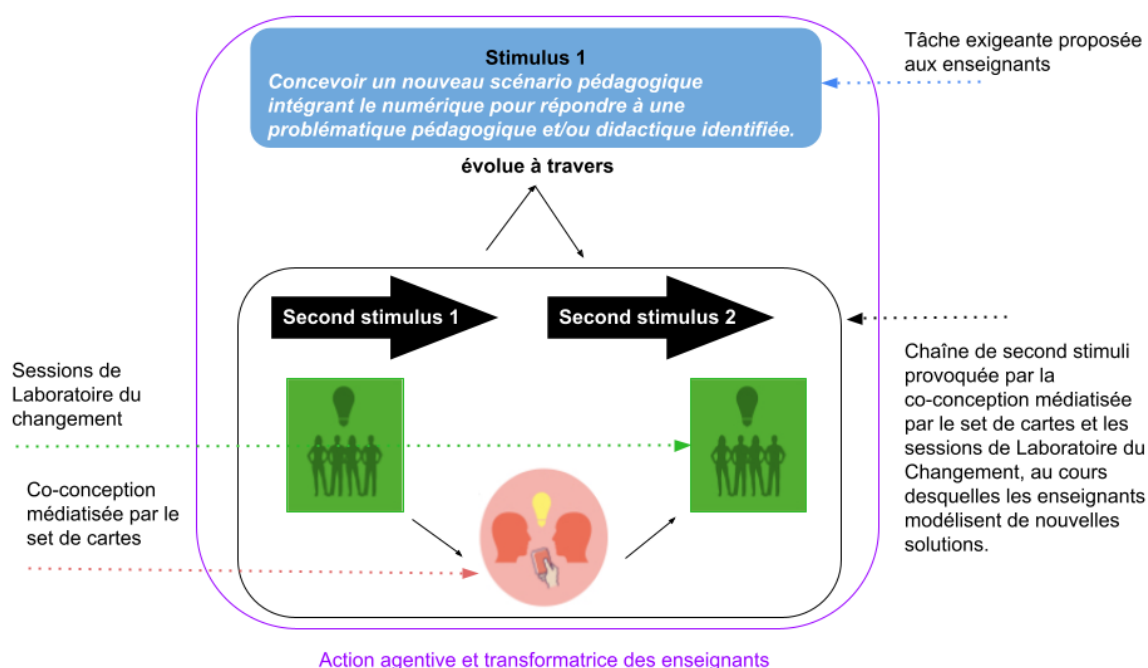 Stimulus 1
Concevoir un nouveau scénario pédagogique
intégrant le numérique pour répondre à une
problématique pédagogique et/ou didactique identifiée.
Tâche exigeante proposée
aux enseignants
évolue à travers
Second stimulus 1
Second stimulus 2
Sessions de
Laboratoire du
changement
Co-conception
médiatisée par le
set de cartes
Chaîne de second stimuli
provoquée par la
co-conception médiatisée
par le set de cartes et les
sessions de Laboratoire du
Changement, au cours
desquelles les enseignants
modélisent de nouvelles
solutions.
Action agentive et transformatrice des enseignants